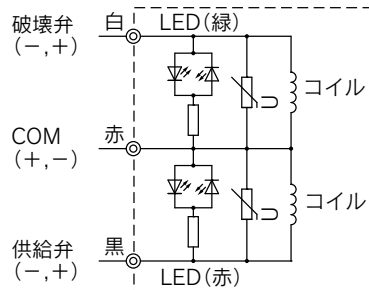 破壊弁 白 LED(緑)
(−,+)
コイル
COM 赤
(+,−)
コイル
供給弁 黒
(−,+) LED(赤)